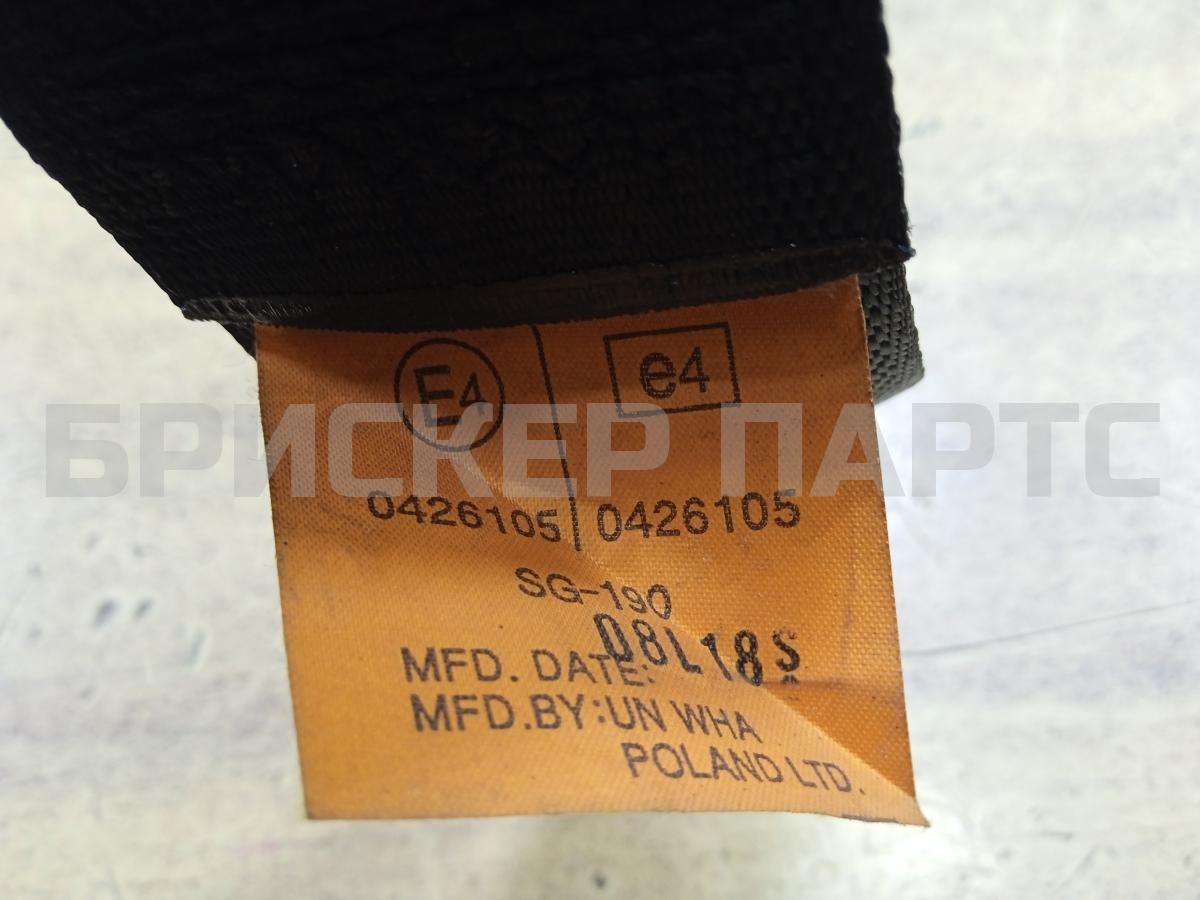 E4 e4
БРИСКЕР ПАРТС
0426105 0426105
SG-190
MFD. DATE: 08L18S
MFD.BY:UN WHA
POLAND LTD.